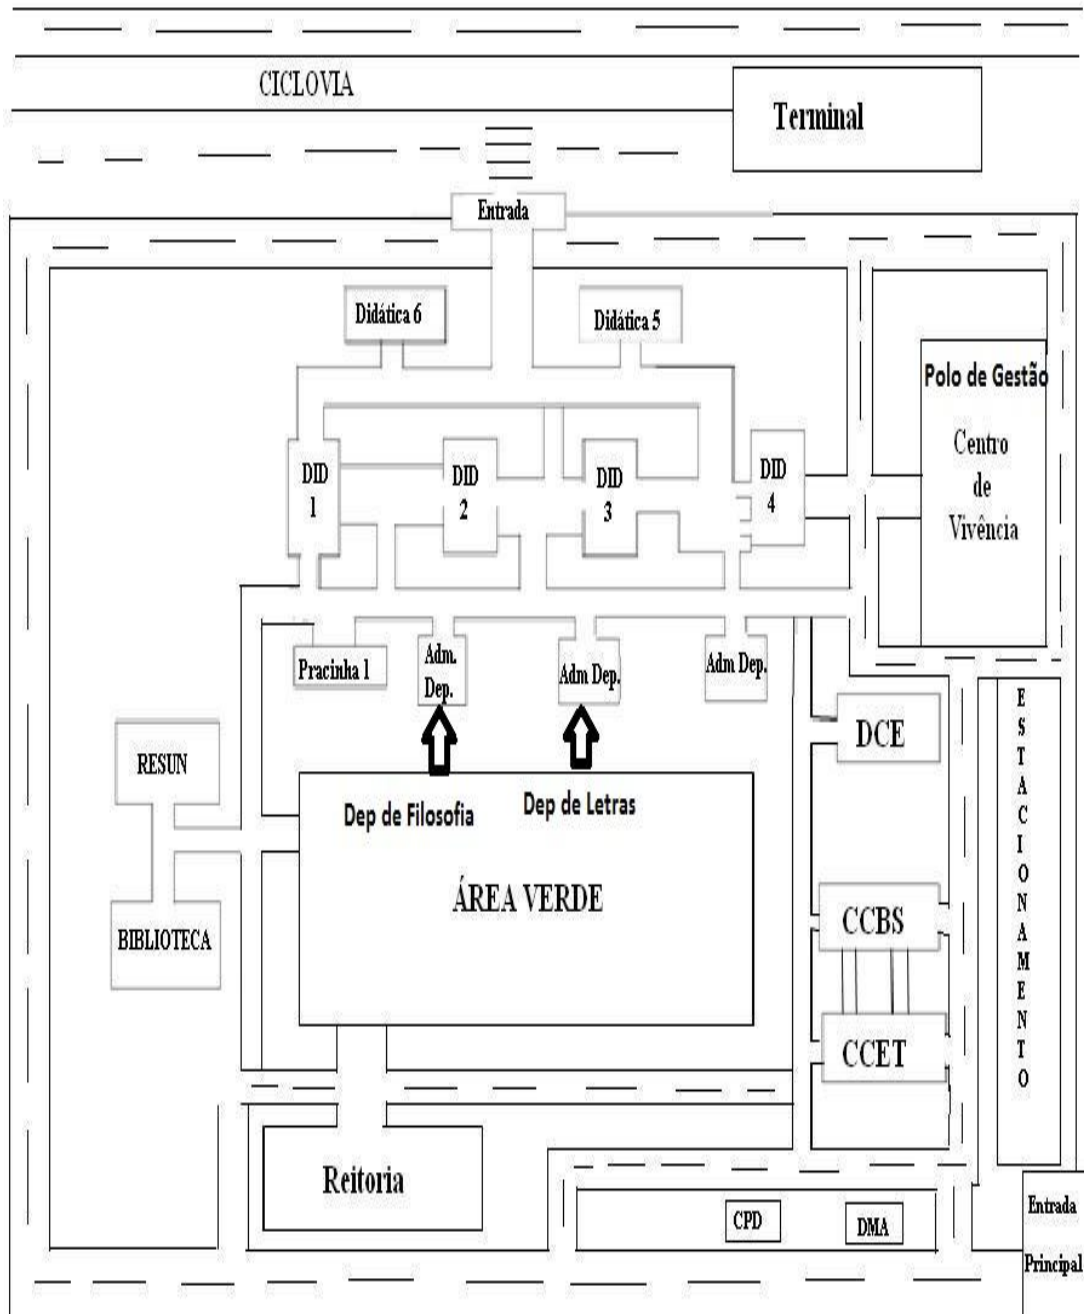 CICLOVIA
Terminal
Entrada
Didática 6
Didática 5
Polo de Gestão
Centro
de
Vivência
DID
1
DID
2
DID
3
DID
4
Pracinha 1
Adm.
Dep.
Adm Dep.
Adm Dep.
RESUN
DCE
ESTACIONAMENTO
Dep de Filosofia
Dep de Letras
ÁREA VERDE
BIBLIOTECA
CCBS
CCET
Reitoria
CPD
DMA
Entrada
Principal